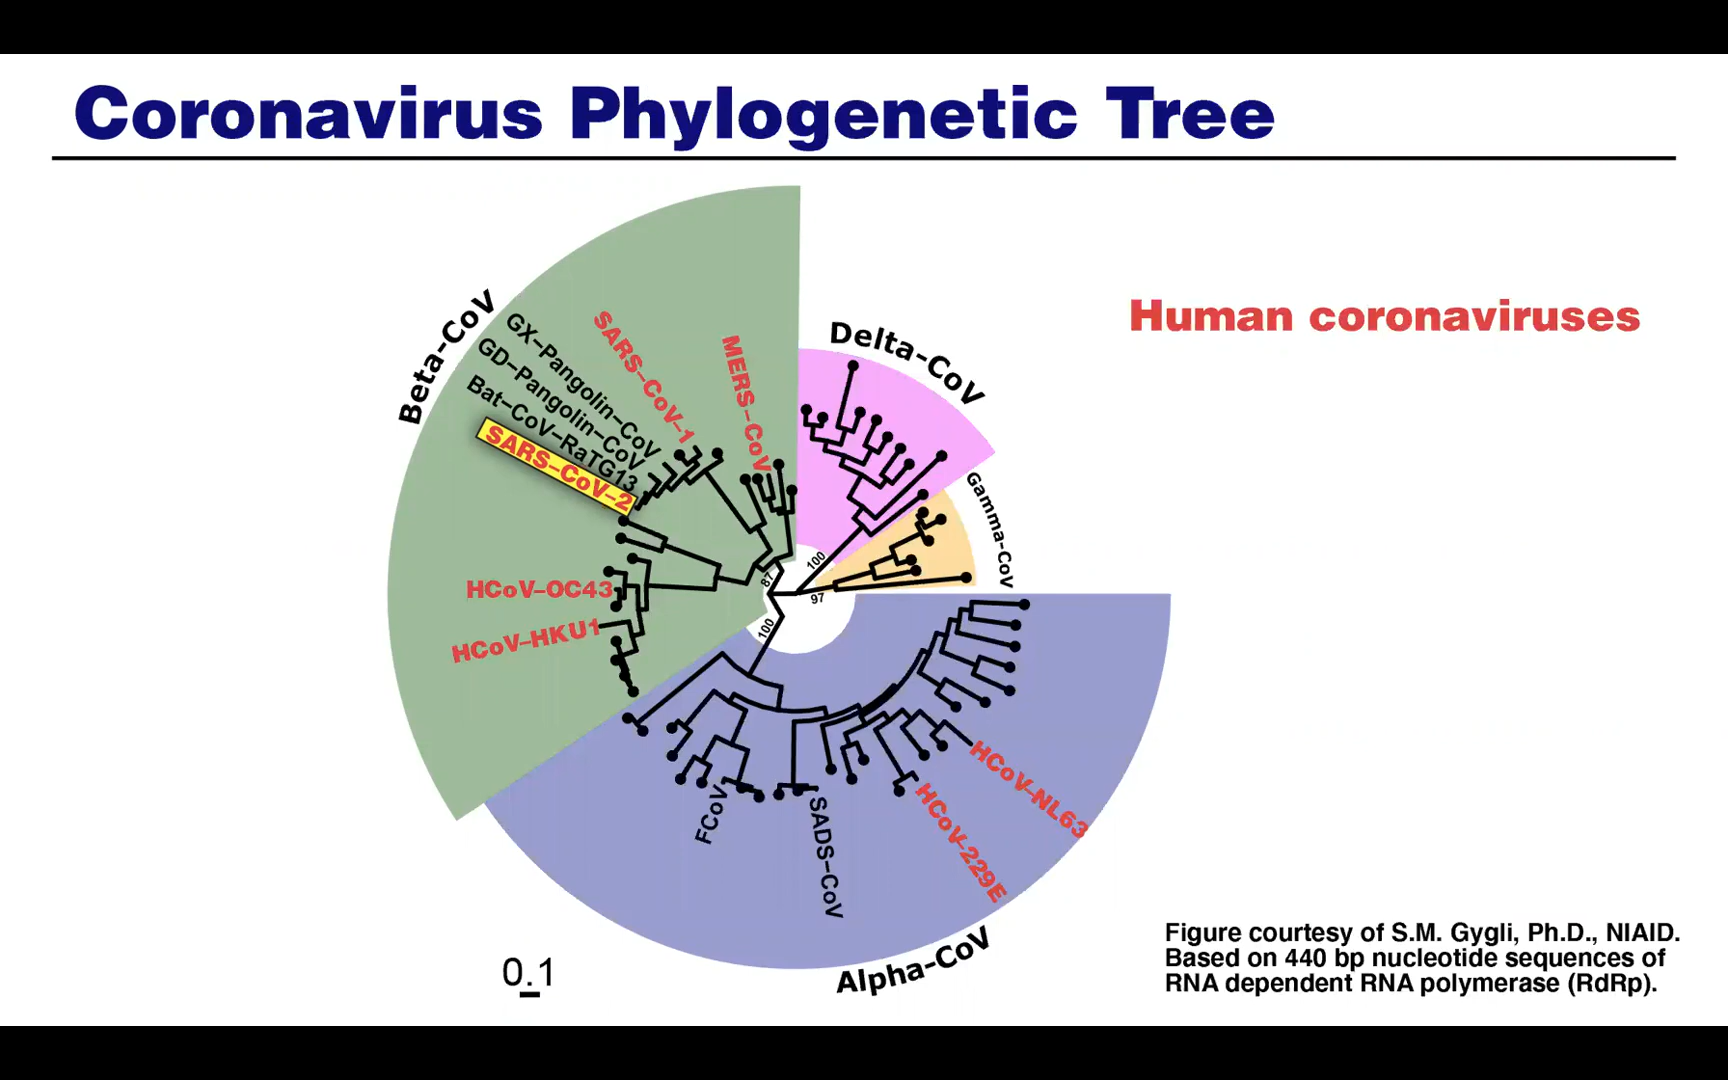 Coronavirus Phylogenetic Tree
Human coronaviruses
Beta-CoV
GX–Pangolin–CoV
GD–Pangolin–CoV
Bat–CoV–RaTG13
SARS–CoV–2
SARS–CoV–1
MERS–CoV
HCoV–OC43
HCoV–HKU1
Delta-CoV
Gamma-CoV
100
87
97
100
FCoV
SADS–CoV
HCoV–229E
HCoV–NL63
Alpha-CoV
0.1
Figure courtesy of S.M. Gygli, Ph.D., NIAID.
Based on 440 bp nucleotide sequences of
RNA dependent RNA polymerase (RdRp).